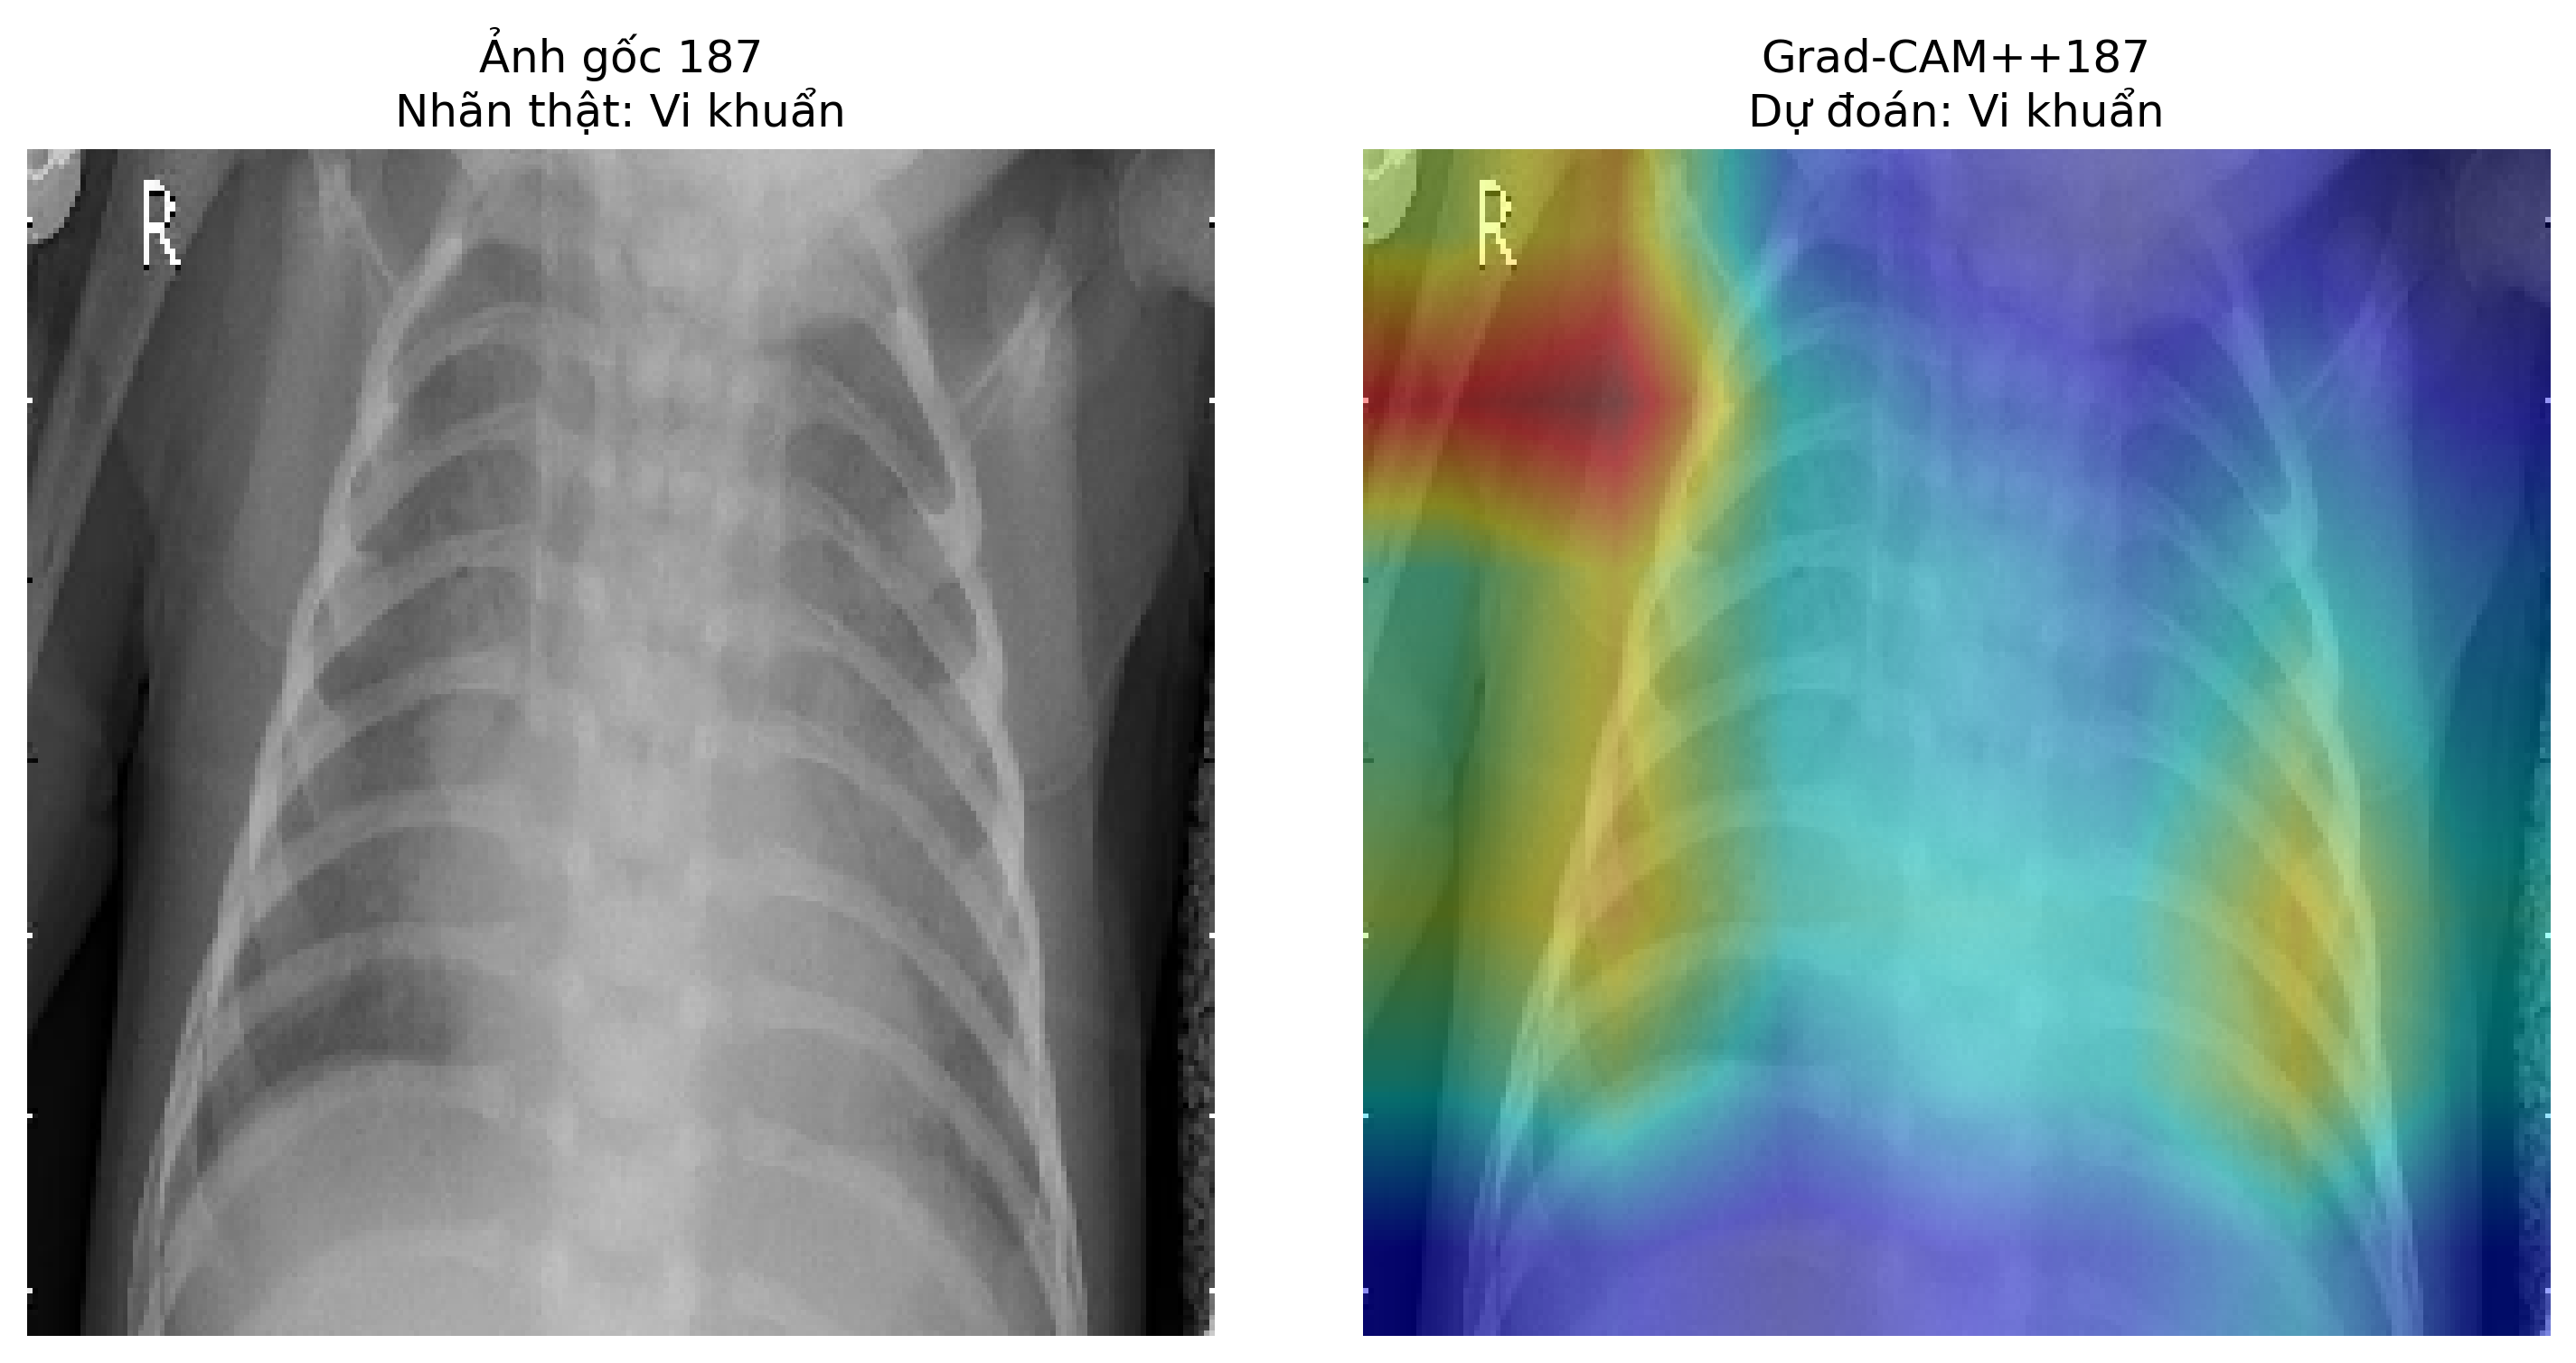 Ảnh gốc 187
Nhãn thật: Vi khuẩn
R
Grad-CAM++187
Dự đoán: Vi khuẩn
R